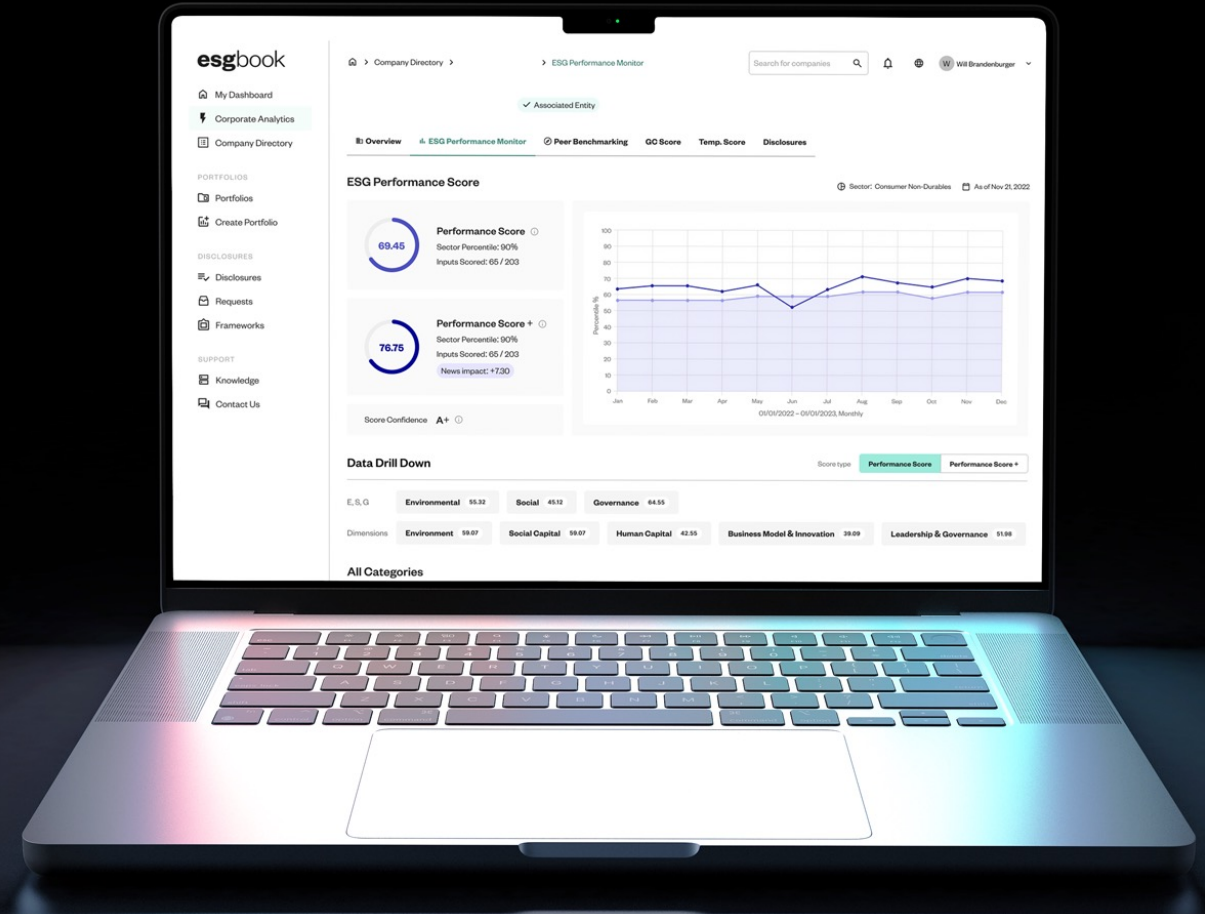 esgbook
My Dashboard
Corporate Analytics
Company Directory
PORTFOLIOS
Portfolios
Create Portfolio
DISCLOSURES
Disclosures
Requests
Frameworks
SUPPORT
Knowledge
Contact Us
> Company Directory > > ESG Performance Monitor
Search for companies
W Will Brandenburger
Associated Entity
Overview ESG Performance Monitor Peer Benchmarking GC Score Temp. Score Disclosures
ESG Performance Score
Sector: Consumer Non-Durables As of Nov 21, 2022
69.45
Performance Score
Sector Percentile: 90%
Inputs Scored: 65 / 203
76.75
Performance Score +
Sector Percentile: 90%
Inputs Scored: 65 / 203
News impact: +7.30
Score Confidence A+
Percentile %
100
90
80
70
60
50
40
30
20
10
0
Jan Feb Mar Apr May Jun Jul Aug Sep Oct Nov Dec
01/01/2022 - 01/01/2023, Monthly
Data Drill Down
Score type Performance Score Performance Score +
E, S, G Environmental 55.32 Social 45.12 Governance 64.55
Dimensions Environment 59.07 Social Capital 59.07 Human Capital 42.55 Business Model & Innovation 39.09 Leadership & Governance 51.98
All Categories
Q W E R T Y U I O P
A S D F G H J K L
Z X C V B N M